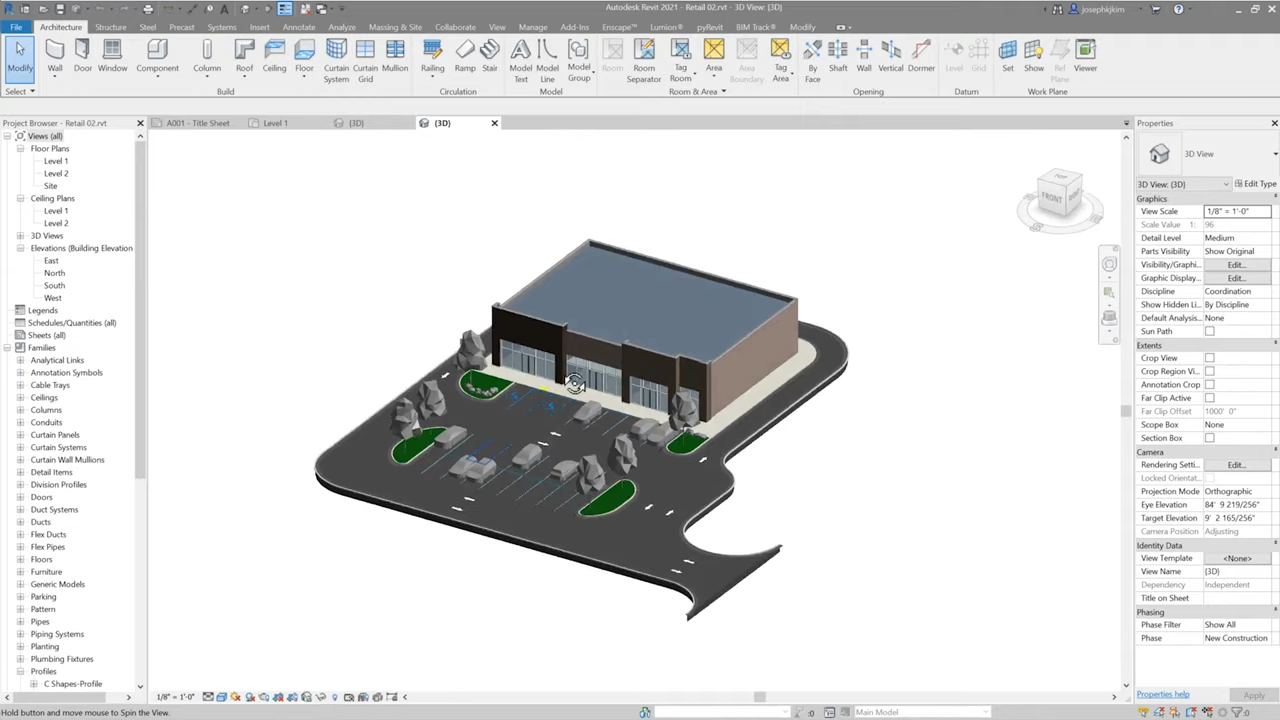 Autodesk Revit 2021 - Retail 02.rvt - 3D View: {3D}
josephkjkim
File Architecture Structure Steel Precast Systems Insert Annotate Analyze Massing & Site Collaborate View Manage Add-Ins Enscape™ Lumion® pyRevit BIM Track® Modify
Modify Wall Door Window Component Column Roof Ceiling Floor Curtain System Curtain Grid Mullion Railing Ramp Stair Model Text Model Line Model Group Room Room Separator Tag Room Area Area Boundary Tag Area By Face Shaft Wall Vertical Dormer Level Grid Set Show Ref Plane Viewer
Select Build Circulation Model Room & Area Opening Datum Work Plane
Project Browser - Retail 02.rvt
A001 - Title Sheet Level 1 {3D} {3D}
Properties
Views (all)
Floor Plans
Level 1
Level 2
Site
Ceiling Plans
Level 1
Level 2
3D Views
Elevations (Building Elevation
East
North
South
West
Legends
Schedules/Quantities (all)
Sheets (all)
Families
Analytical Links
Annotation Symbols
Cable Trays
Ceilings
Columns
Conduits
Curtain Panels
Curtain Systems
Curtain Wall Mullions
Detail Items
Division Profiles
Doors
Duct Systems
Ducts
Flex Ducts
Flex Pipes
Floors
Furniture
Generic Models
Parking
Pattern
Pipes
Piping Systems
Planting
Plumbing Fixtures
Profiles
C Shapes-Profile
FRONT
3D View
3D View: {3D} Edit Type
Graphics
View Scale 1/8" = 1'-0"
Scale Value 1: 96
Detail Level Medium
Parts Visibility Show Original
Visibility/Graphi... Edit...
Graphic Display... Edit...
Discipline Coordination
Show Hidden Li... By Discipline
Default Analysis... None
Sun Path
Extents
Crop View
Crop Region Vi...
Annotation Crop
Far Clip Active
Far Clip Offset 1000' 0"
Scope Box None
Section Box
Camera
Rendering Setti... Edit...
Locked Orientat...
Projection Mode Orthographic
Eye Elevation 84' 9 219/256"
Target Elevation 9' 2 165/256"
Camera Position Adjusting
Identity Data
View Template <None>
View Name {3D}
Dependency Independent
Title on Sheet
Phasing
Phase Filter Show All
Phase New Construction
Properties help Apply
1/8" = 1'-0"
Hold button and move mouse to Spin the View.
:0 Main Model :0